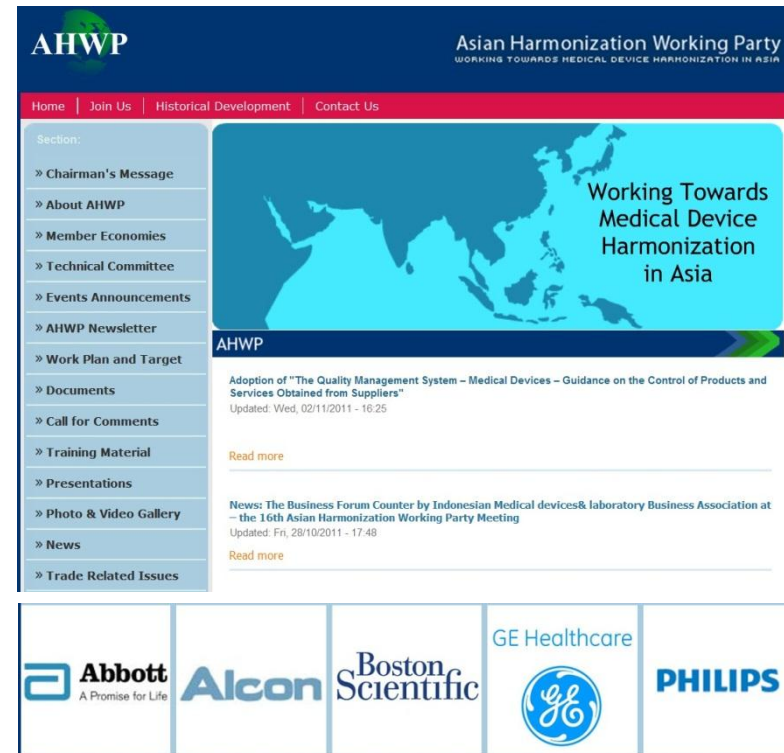 AHWP
Asian Harmonization Working Party
WORKING TOWARDS MEDICAL DEVICE HARMONIZATION IN ASIA
Home | Join Us | Historical Development | Contact Us
Section:
» Chairman's Message
» About AHWP
» Member Economies
» Technical Committee
» Events Announcements
» AHWP Newsletter
» Work Plan and Target
» Documents
» Call for Comments
» Training Material
» Presentations
» Photo & Video Gallery
» News
» Trade Related Issues
Working Towards
Medical Device
Harmonization
in Asia
AHWP
Adoption of "The Quality Management System – Medical Devices – Guidance on the Control of Products and
Services Obtained from Suppliers"
Updated: Wed, 02/11/2011 - 16:25
Read more
News: The Business Forum Counter by Indonesian Medical devices& laboratory Business Association at
– the 16th Asian Harmonization Working Party Meeting
Updated: Fri, 28/10/2011 - 17:48
Read more
Abbott
A Promise for Life
Alcon
Boston
Scientific
GE Healthcare
GE
PHILIPS